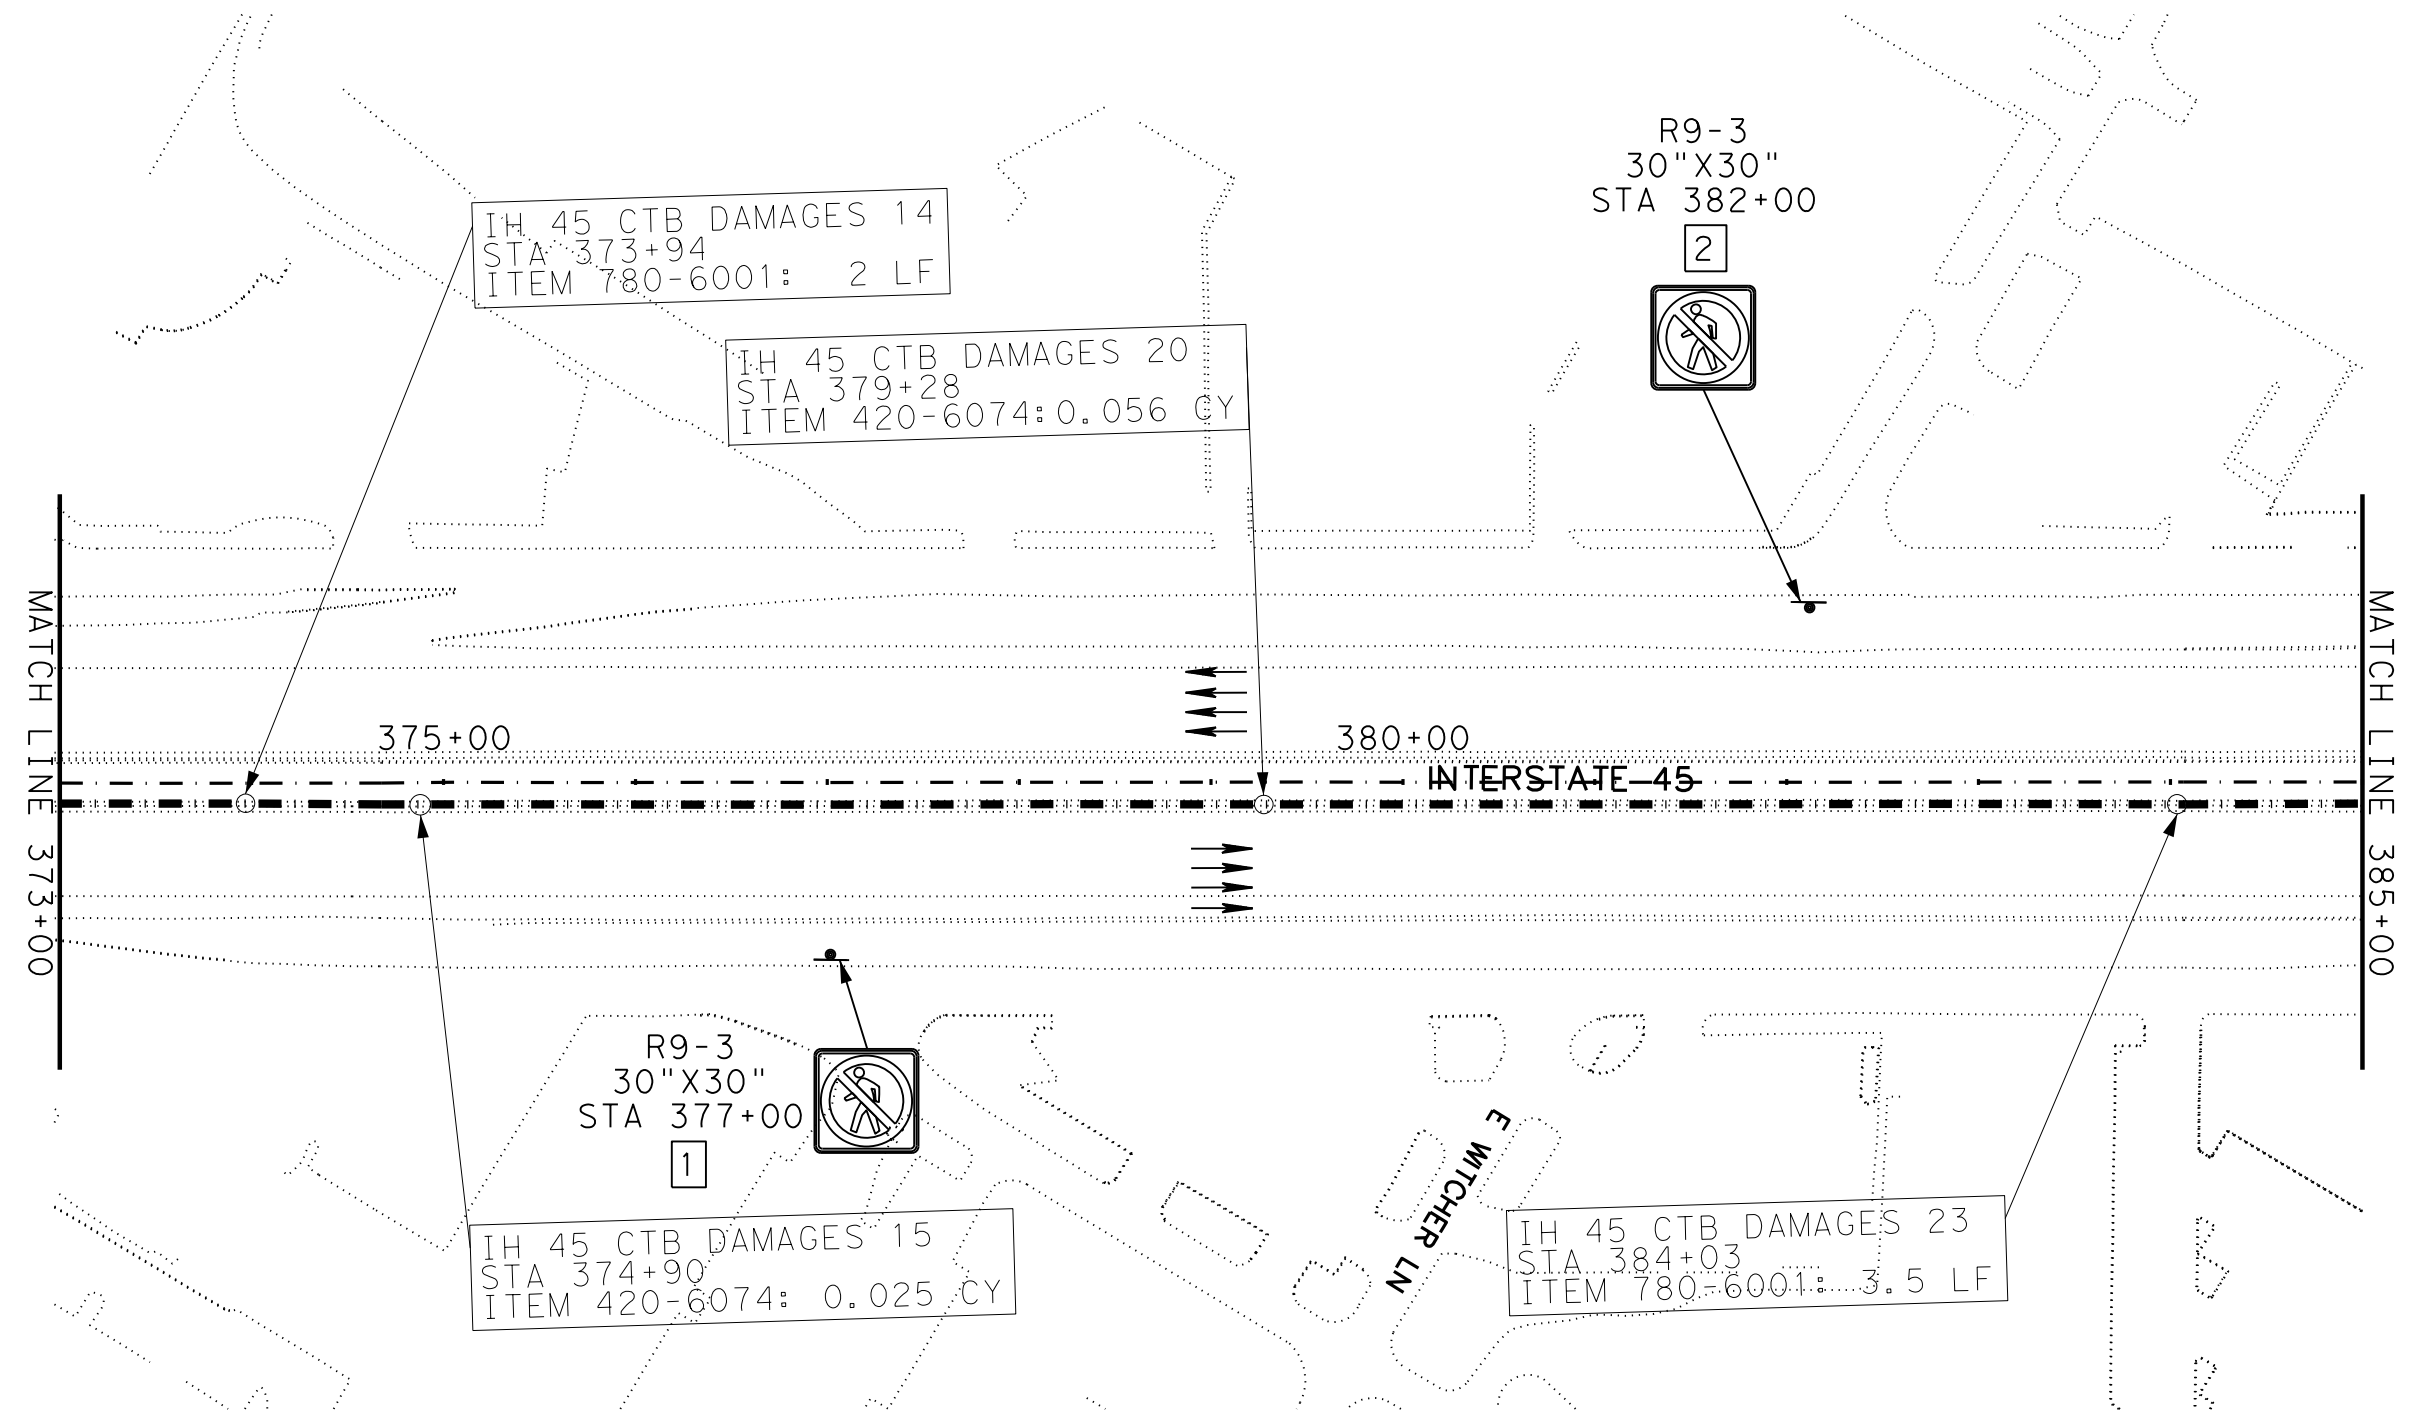 R9-3
30"X30"
STA 382+00
2
IH 45 CTB DAMAGES 14
STA 373+94
ITEM 780-6001: 2 LF
IH 45 CTB DAMAGES 20
STA 379+28
ITEM 420-6074:0.056 CY
MATCH LINE 373+00
MATCH LINE 385+00
375+00
380+00
INTERSTATE 45
R9-3
30"X30"
STA 377+00
1
E WITCHER LN
IH 45 CTB DAMAGES 15
STA 374+90
ITEM 420-6074: 0.025 CY
IH 45 CTB DAMAGES 23
STA 384+03
ITEM 780-6001: 3.5 LF